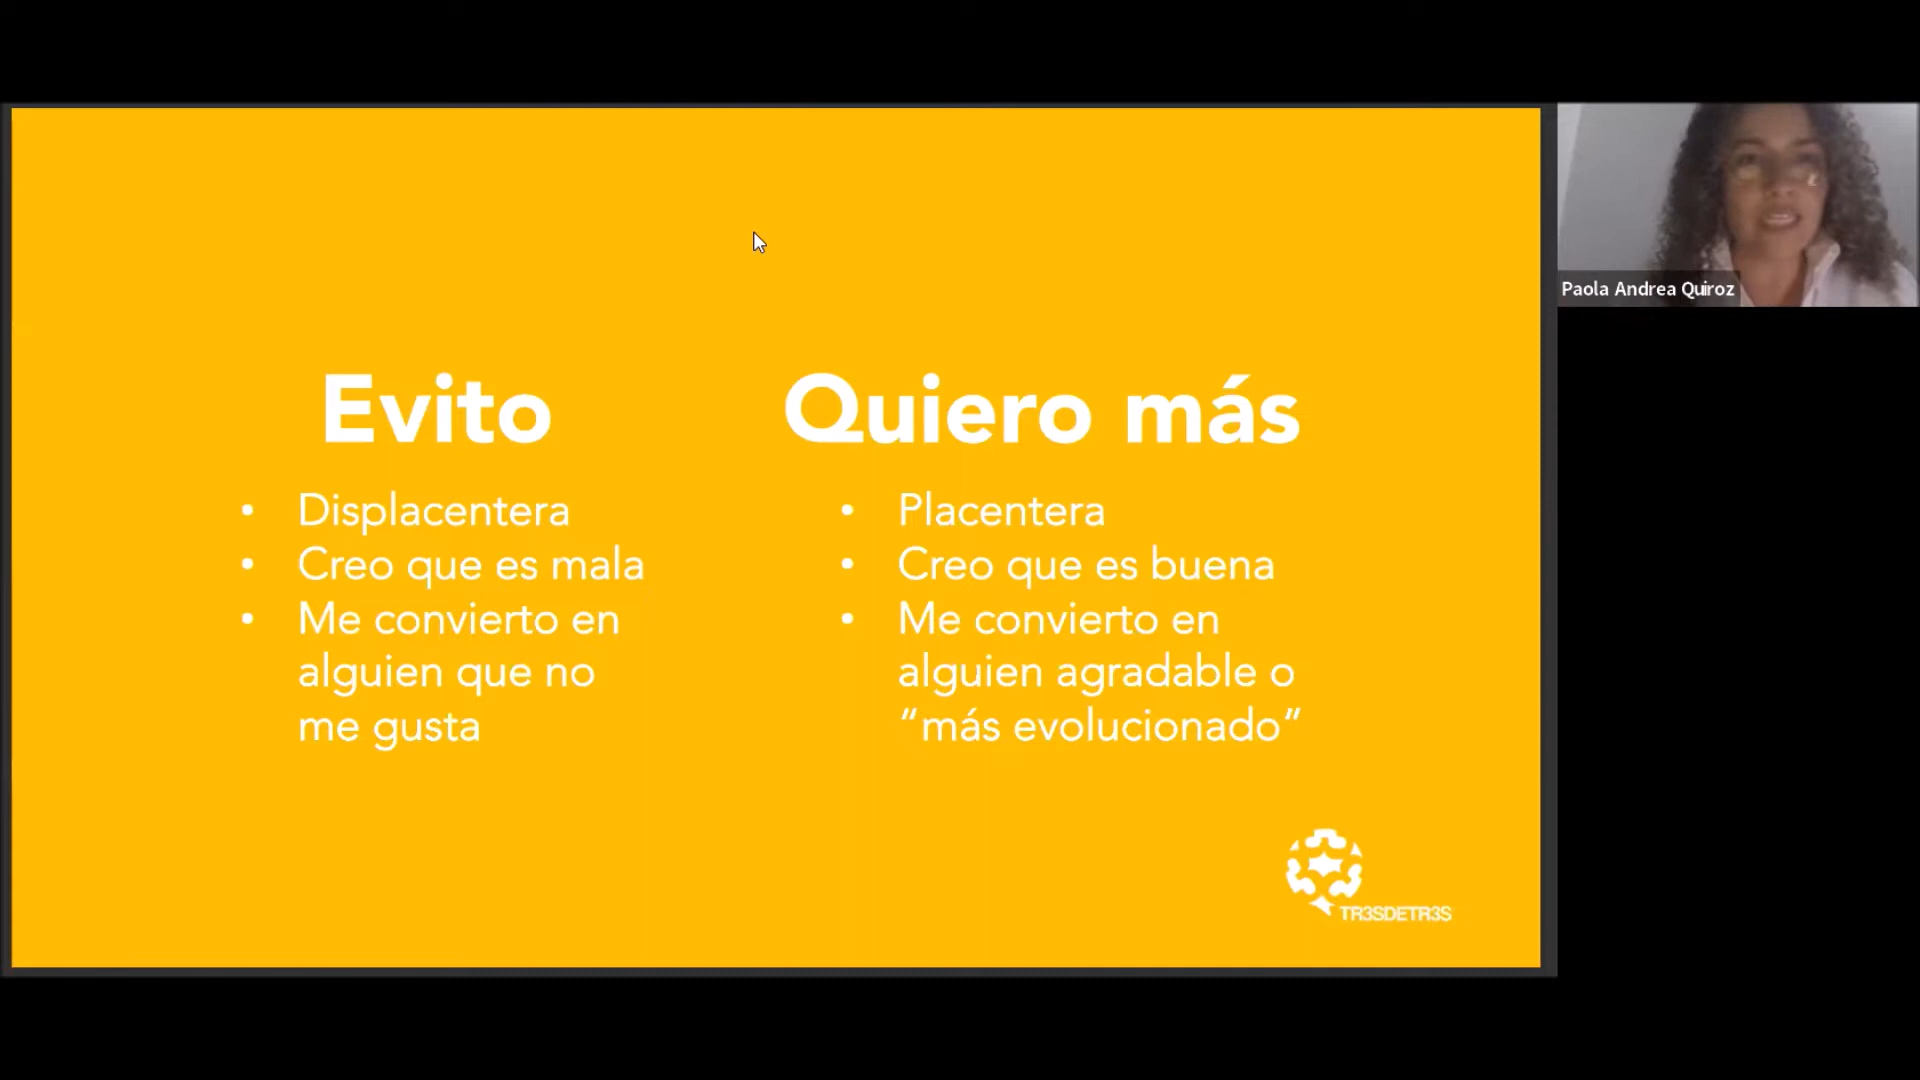 Evito
• Displacentera
• Creo que es mala
• Me convierto en
alguien que no
me gusta
Quiero más
• Placentera
• Creo que es buena
• Me convierto en
alguien agradable o
“más evolucionado”
TR3SDETR3S
Paola Andrea Quiroz